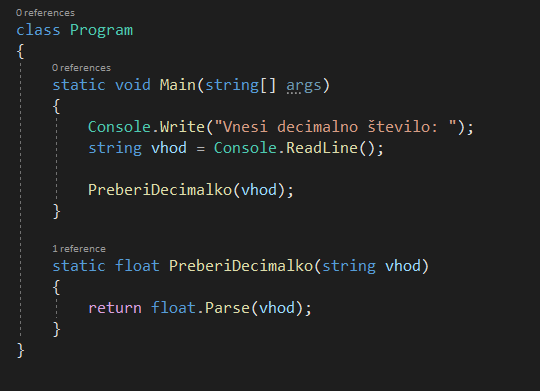 0 references
class Program
{
0 references
static void Main(string[] args)
{
Console.Write("Vnesi decimalno število: ");
string vhod = Console.ReadLine();
PreberiDecimalko(vhod);
}
1 reference
static float PreberiDecimalko(string vhod)
{
return float.Parse(vhod);
}
}